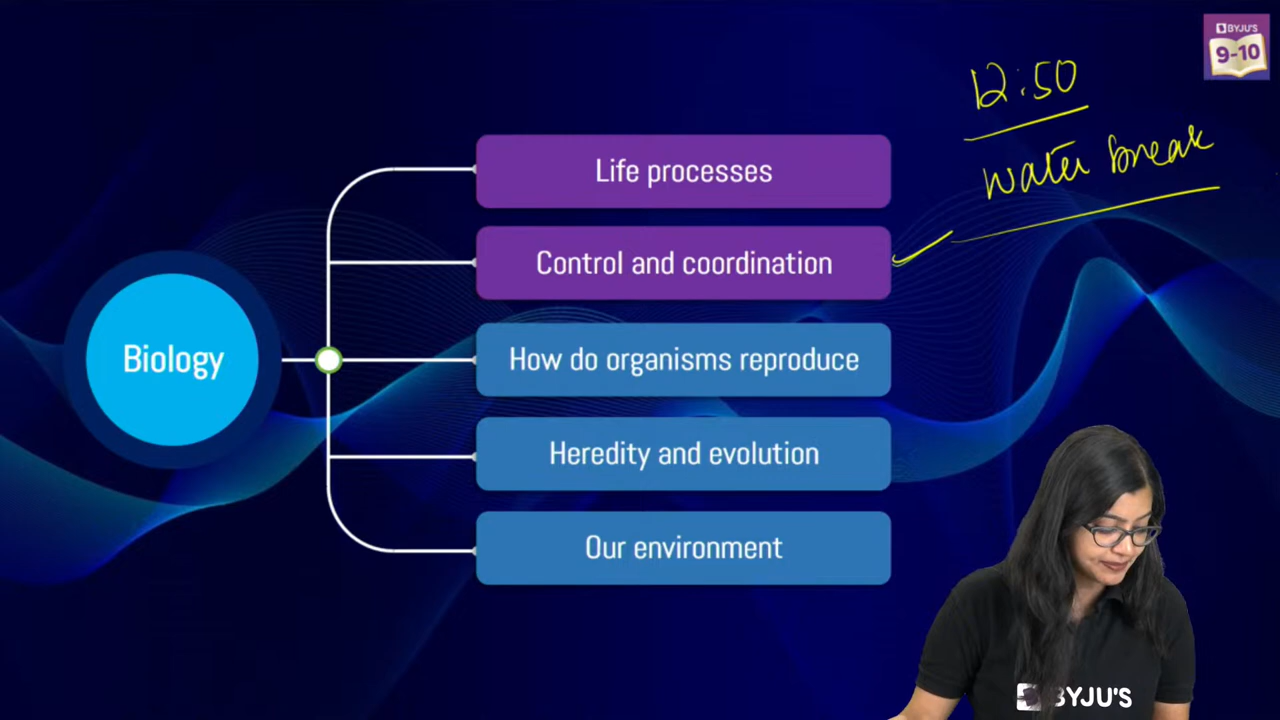 BYJU'S
9-10
12:50
water break
Life processes
Control and coordination
How do organisms reproduce
Heredity and evolution
Our environment
Biology
BYJU'S